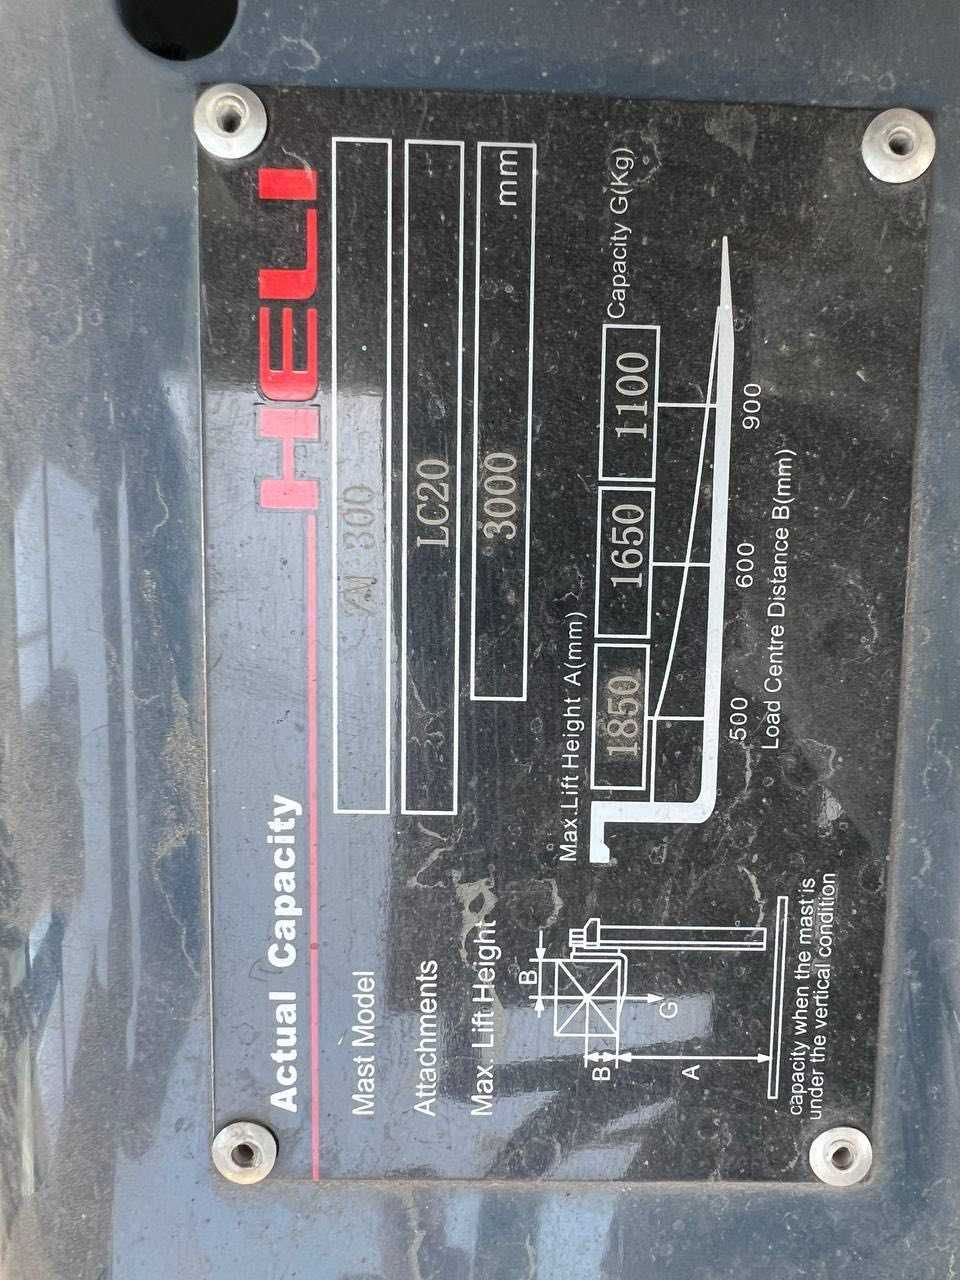 Actual Capacity HELI
Mast Model 300
Attachments LC20
Max. Lift Height 3000 mm
Max.Lift Height A(mm) Capacity G(Kg)
1850 1650 1100
500 600 900
Load Centre Distance B(mm)
B
B
G
A
capacity when the mast is
under the vertical condition